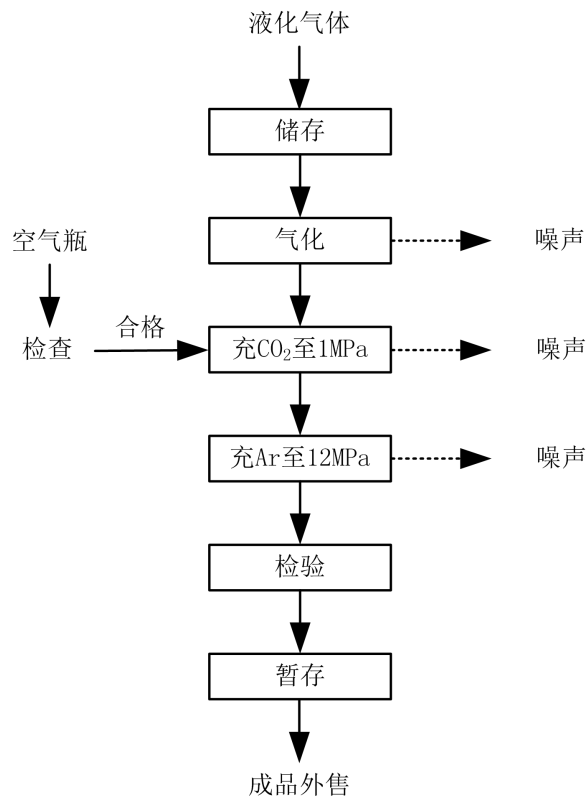 液化气体
储存
气化
噪声
空气瓶
检查
合格
充CO₂至1MPa
噪声
充Ar至12MPa
噪声
检验
暂存
成品外售